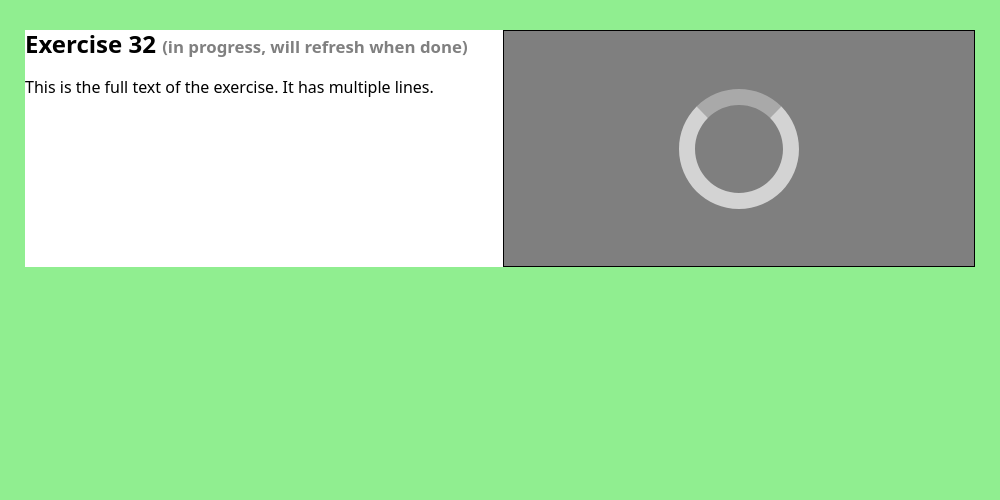 Exercise 32 (in progress, will refresh when done)
This is the full text of the exercise. It has multiple lines.